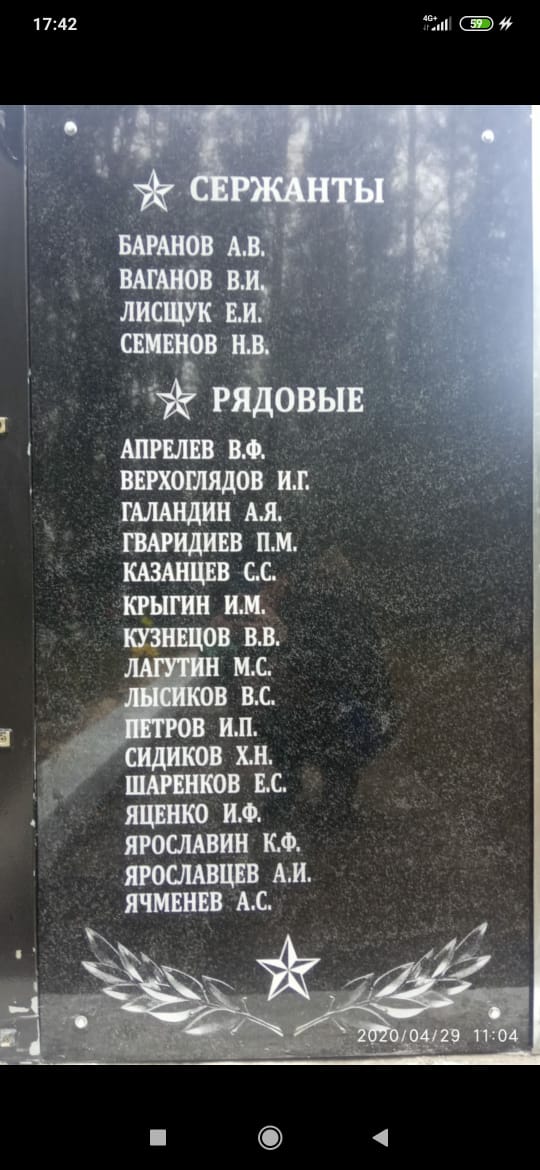 17:42
4G+
59
СЕРЖАНТЫ
БАРАНОВ А.В.
ВАГАНОВ В.И.
ЛИСЩУК Е.И.
СЕМЕНОВ Н.В.
РЯДОВЫЕ
АПРЕЛЕВ В.Ф.
ВЕРХОГЛЯДОВ И.Г.
ГАЛАНДИН А.Я.
ГВАРИДИЕВ П.М.
КАЗАНЦЕВ С.С.
КРЫГИН И.М.
КУЗНЕЦОВ В.В.
ЛАГУТИН М.С.
ЛЫСИКОВ В.С.
ПЕТРОВ И.П.
СИДИКОВ Х.Н.
ШАРЕНКОВ Е.С.
ЯЦЕНКО И.Ф.
ЯРОСЛАВИН К.Ф.
ЯРОСЛАВЦЕВ А.И.
ЯЧМЕНЕВ А.С.
2020/04/29 11:04